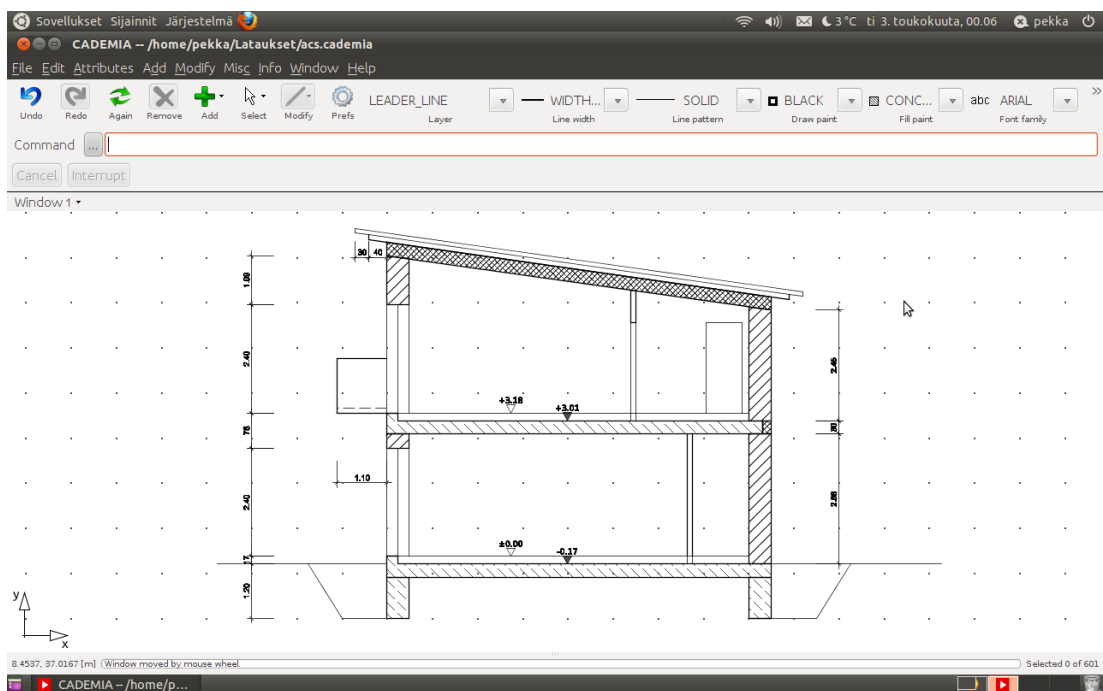 Sovellukset Sijainnit Järjestelmä 3°C ti 3. toukokuuta, 00.06 pekka
CADEMIA -- /home/pekka/Lataukset/acs.cademia
File Edit Attributes Add Modify Misc Info Window Help
LEADER_LINE WIDTH... SOLID BLACK CONC... abc ARIAL »
Undo Redo Again Remove Add Select Modify Prefs Layer Line width Line pattern Draw paint Fill paint Font family
Command ...
Cancel Interrupt
Window 1
30 40
1.09
2.40
2.45
+3.18
+3.01
78
30
1.10
2.40
±0.00
-0.17
17
1.20
y
x
8.4537, 37.0167 [m] Window moved by mouse wheel. Selected 0 of 601
CADEMIA -- /home/p...